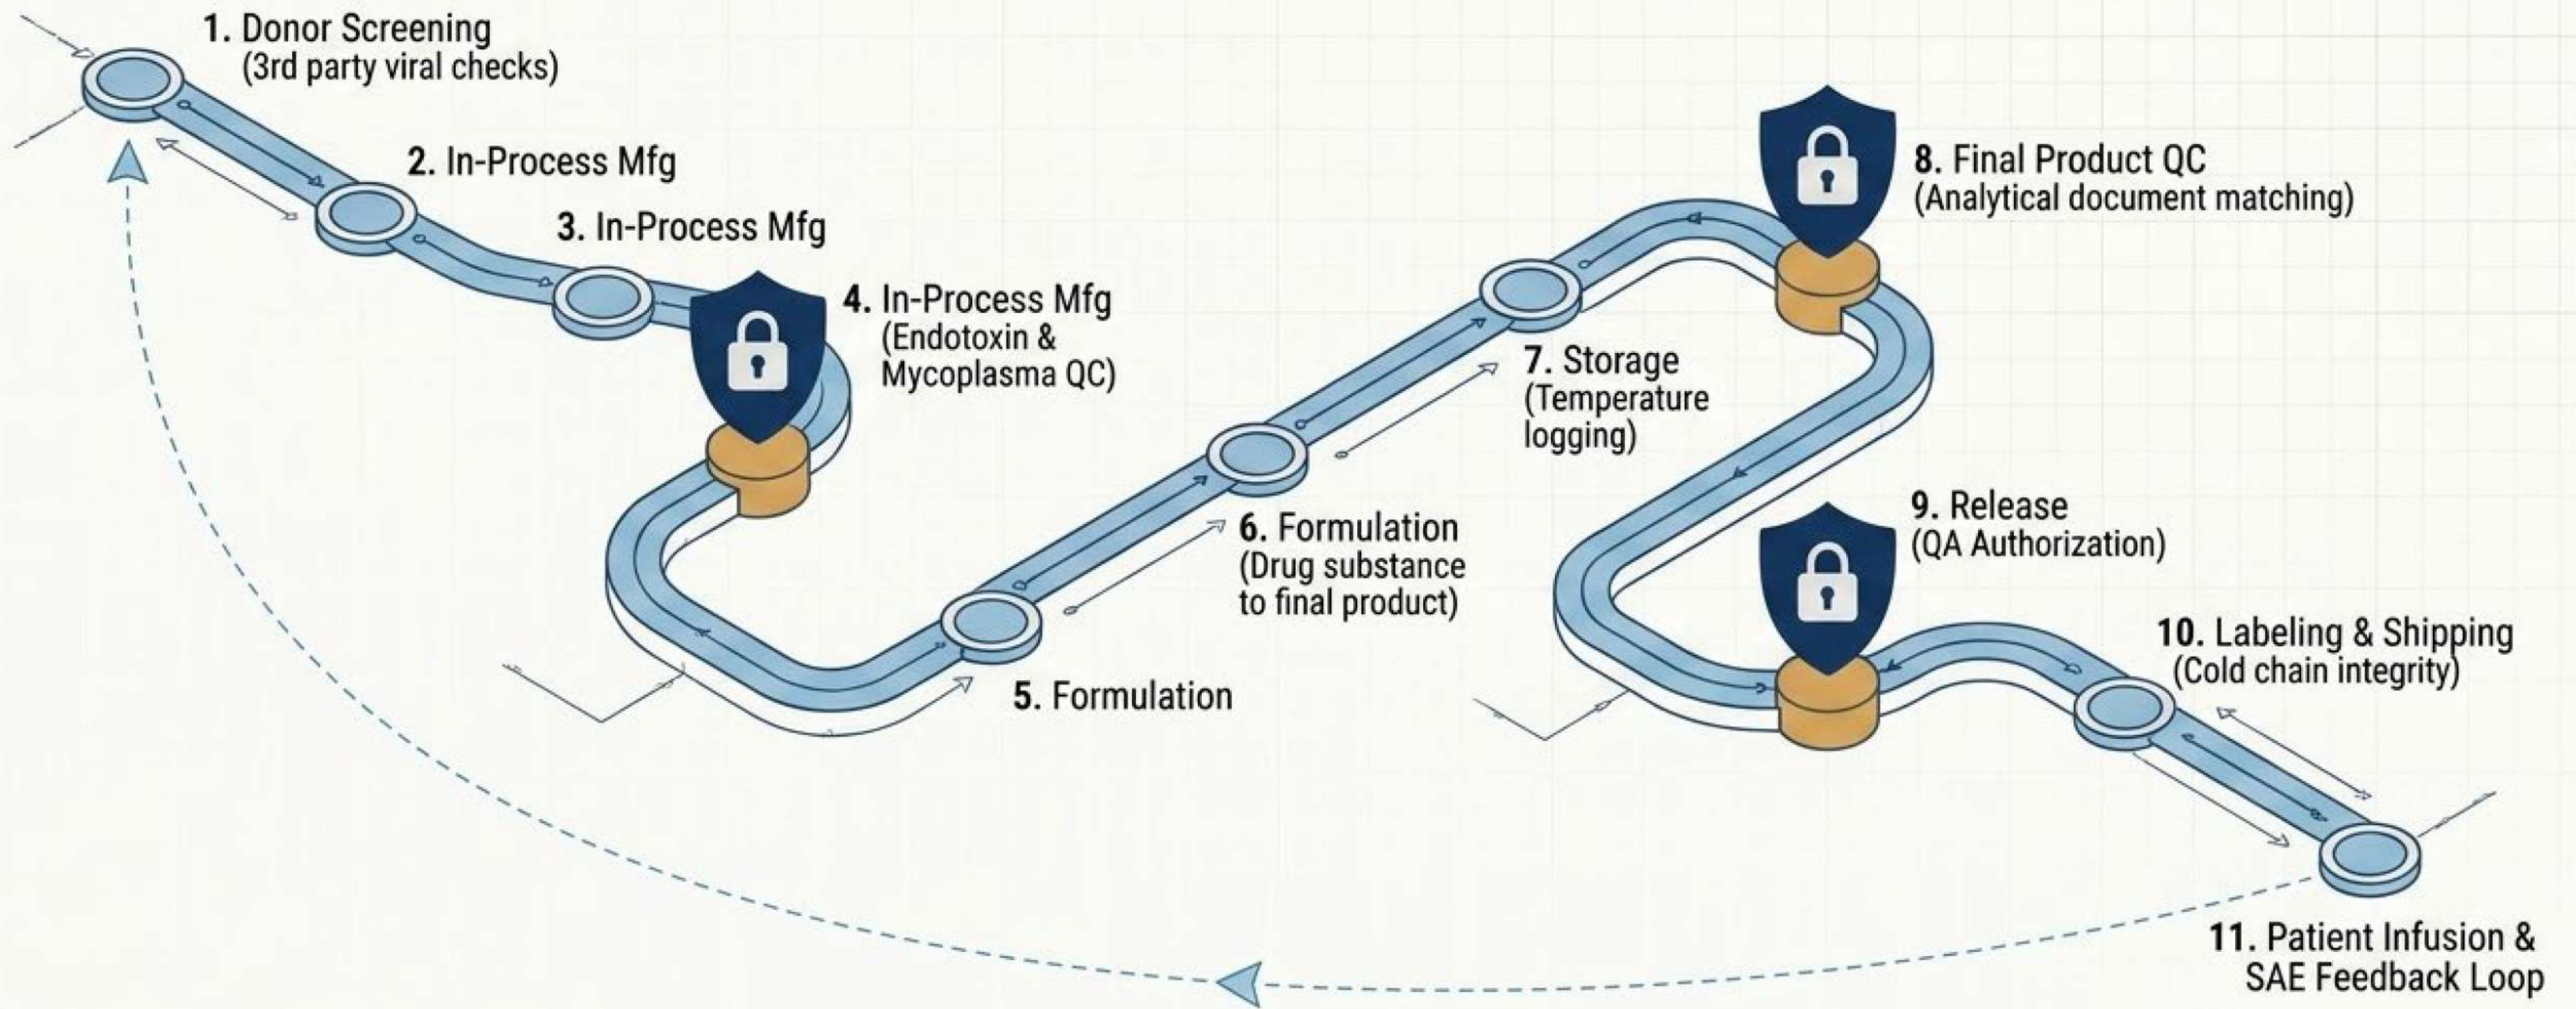 1. Donor Screening
(3rd party viral checks)
2. In-Process Mfg
3. In-Process Mfg
4. In-Process Mfg
(Endotoxin &
Mycoplasma QC)
5. Formulation
6. Formulation
(Drug substance
to final product)
7. Storage
(Temperature
logging)
8. Final Product QC
(Analytical document matching)
9. Release
(QA Authorization)
10. Labeling & Shipping
(Cold chain integrity)
11. Patient Infusion &
SAE Feedback Loop